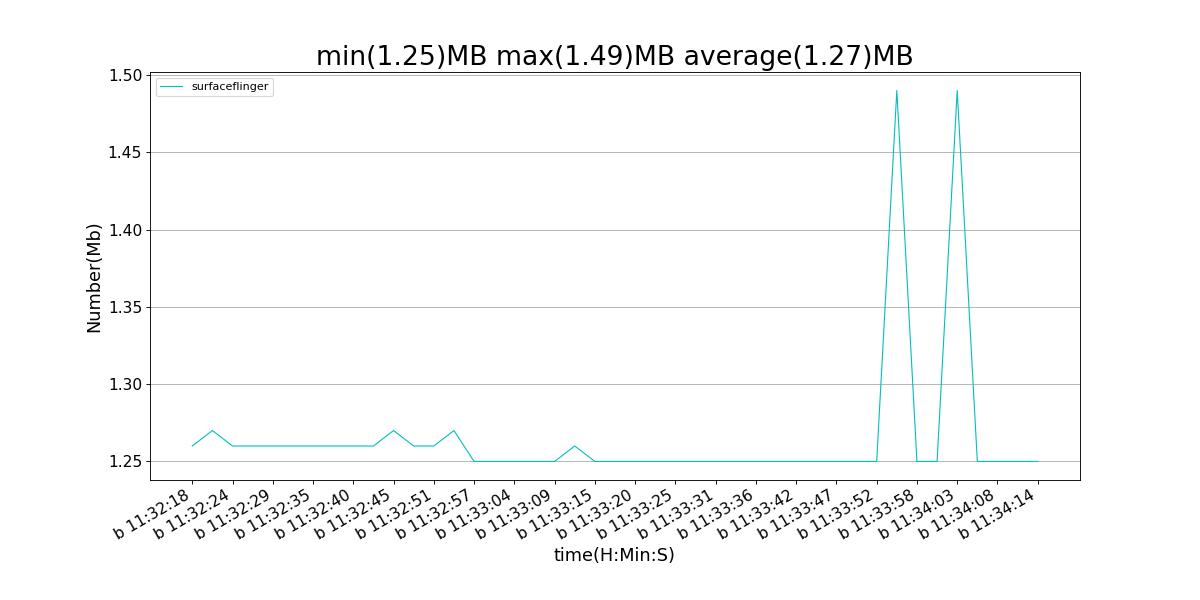 min(1.25)MB max(1.49)MB average(1.27)MB
surfaceflinger
1.50
1.45
1.40
1.35
1.30
1.25
Number(Mb)
b 11:32:18
b 11:32:24
b 11:32:29
b 11:32:35
b 11:32:40
b 11:32:45
b 11:32:51
b 11:32:57
b 11:33:04
b 11:33:09
b 11:33:15
b 11:33:20
b 11:33:25
b 11:33:31
b 11:33:36
b 11:33:42
b 11:33:47
b 11:33:52
b 11:33:58
b 11:34:03
b 11:34:08
b 11:34:14
time(H:Min:S)